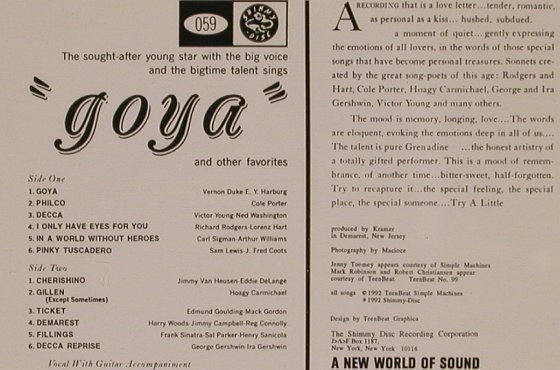 059
SHIMMY
DISC
The sought-after young star with the big voice
and the bigtime talent sings
"goya"
and other favorites
Side One
1. GOYA Vernon Duke E. Y. Harburg
2. PHILCO Cole Porter
3. DECCA Victor Young-Ned Washington
4. I ONLY HAVE EYES FOR YOU Richard Rodgers-Lorenz Hart
5. IN A WORLD WITHOUT HEROES Carl Sigman-Arthur Williams
6. PINKY TUSCADERO Sam Lewis-J. Fred Coots
Side Two
1. CHERISHINO Jimmy Van Heusen-Eddie DeLange
2. GILLEN Hoagy Carmichael
(Except Sometimes)
3. TICKET Edmund Goulding-Mack Gordon
4. DEMAREST Harry Woods-Jimmy Campbell-Reg Connolly
5. FILLINGS Frank Sinatra-Sal Parker-Henry Sanicola
6. DECCA REPRISE George Gershwin-Ira Gershwin
Vocal With Guitar Accompaniment
A RECORDING that is a love letter...tender, romantic,
as personal as a kiss... hushed, subdued.
a moment of quiet...gently expressing
the emotions of all lovers, in the words of those special
songs that have become personal treasures. Sonnets cre-
ated by the great song-poets of this age: Rodgers and
Hart, Cole Porter, Hoagy Carmichael, George and Ira
Gershwin, Victor Young and many others.
The mood is memory, longing, love....The words
are eloquent, evoking the emotions deep in all of us....
The talent is pure Grenadine ...the honest artistry of
a totally gifted performer. This is a mood of remem-
brance, of another time...bitter-sweet, half-forgotten.
Try to recapture it...the special feeling, the special
place, the special someone....Try A Little
produced by Kramer
in Demarest, New Jersey
Photography by Macioce
Jenny Toomey appears courtesy of Simple Machines
Mark Robinson and Robert Christiansen appear
courtesy of TeenBeat. TeenBeat No. 99
all songs © 1992 TeenBeat Simple Machines
℗ 1992 Shimmy-Disc
Design by TeenBeat Graphica
The Shimmy Disc Recording Corporation
JAF Box 1187,
New York, New York 10116
A NEW WORLD OF SOUND